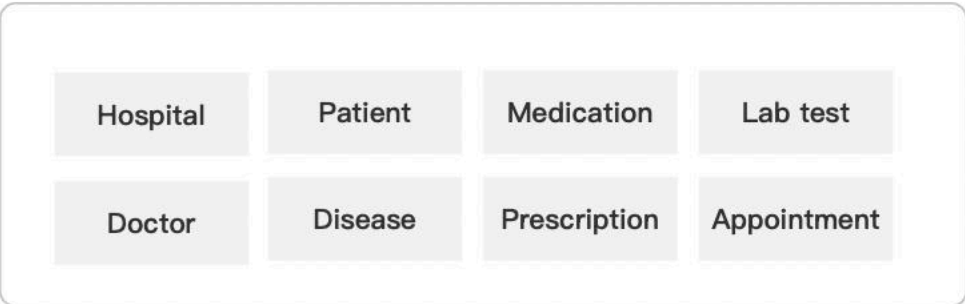 Hospital Patient Medication Lab test
Doctor Disease Prescription Appointment